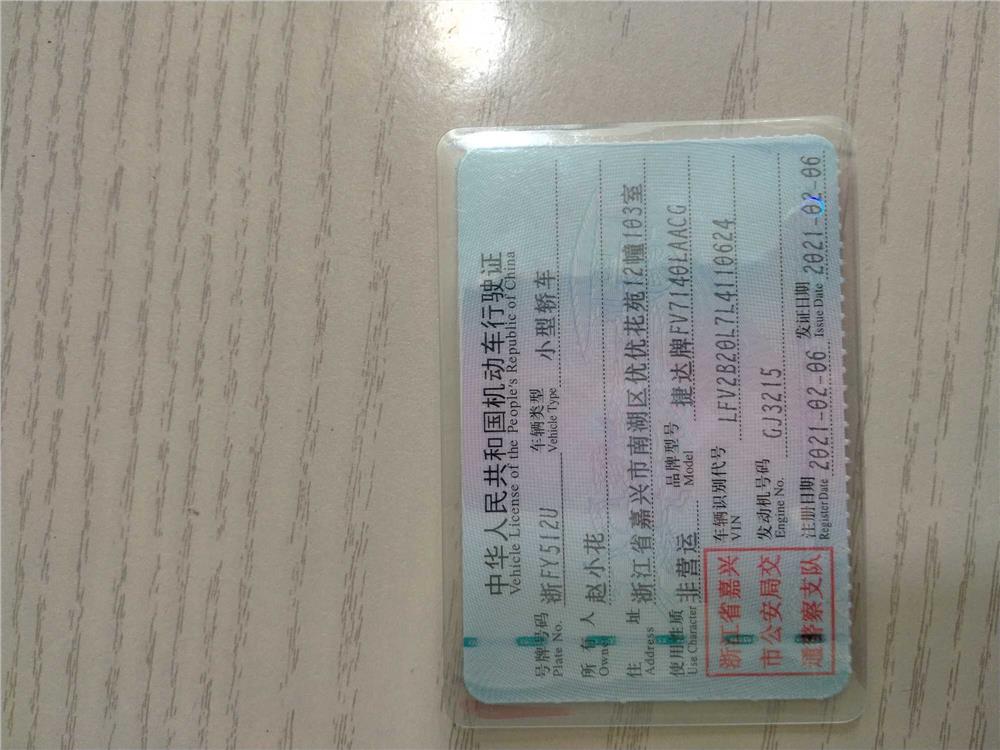 中华人民共和国机动车行驶证
Vehicle License of the People's Republic of China
号牌号码 浙FY512U 车辆类型 小型轿车
Plate No. Vehicle Type
所有人 赵小花
Owner
住址 浙江省嘉兴市南湖区优优花苑12幢103室
Address
使用性质 非营运 品牌型号 捷达牌FV7140LAACG
Use Character Model
浙江省嘉兴
市公安局交
通警察支队
车辆识别代号 LFV2B20L7L4110624
VIN
发动机号码 GJ3215
Engine No.
注册日期 2021-02-06 发证日期 2021-02-06
Register Date Issue Date